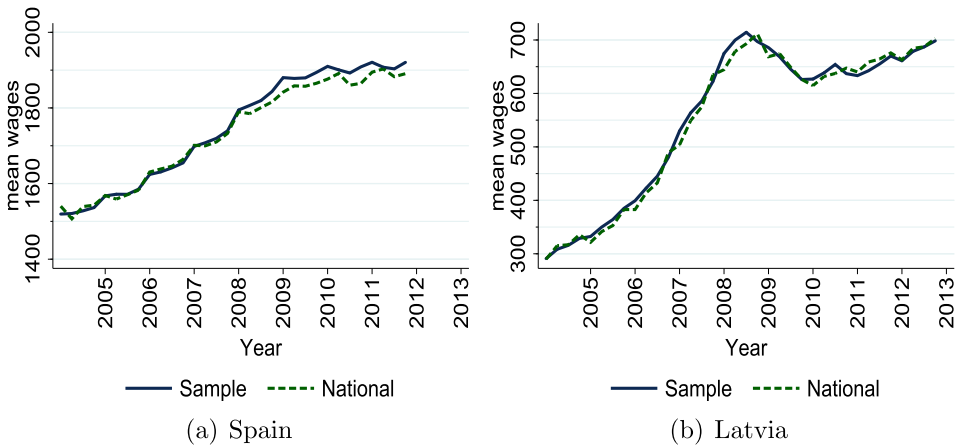 mean wages
2000
1800
1600
1400
2005 2006 2007 2008 2009 2010 2011 2012 2013
Year
Sample National
(a) Spain
mean wages
700
600
500
400
300
2005 2006 2007 2008 2009 2010 2011 2012 2013
Year
Sample National
(b) Latvia